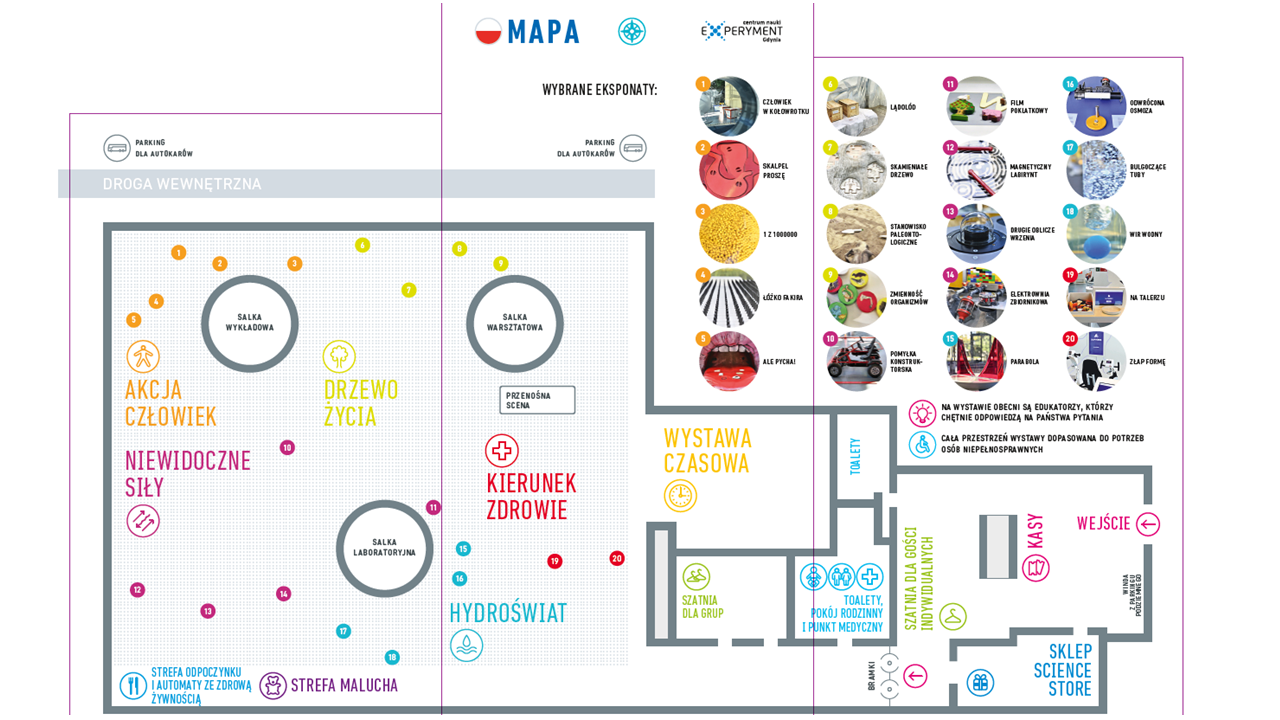 MAPA
centrum nauki
EXPERYMENT
Gdynia
WYBRANE EKSPONATY:
PARKING
DLA AUTOKARÓW
PARKING
DLA AUTOKARÓW
DROGA WEWNĘTRZNA
1
CZŁOWIEK
W KOŁOWROTKU
2
SKALPEL
PROSZĘ
3
1 Z 1000000
4
ŁÓŻKO FAKIRA
5
ALE PYCHA!
6
LĄDOLÓD
7
SKAMIENIAŁE
DRZEWO
8
STANOWISKO
PALEONTO-
LOGICZNE
9
ZMIENNOŚĆ
ORGANIZMÓW
10
POMYŁKA
KONSTRUK-
TORSKA
11
FILM
POKLATKOWY
12
MAGNETYCZNY
LABIRYNT
13
DRUGIE OBLICZE
WRZENIA
14
ELEKTROWNIA
ZBIORNIKOWA
15
PARABOLA
16
ODWRÓCONA
OSMOZA
17
BULGOCZĄCE
TUBY
18
WIR WODNY
19
NA TALERZU
20
ZŁAP FORMĘ
NA WYSTAWIE OBECNI SĄ EDUKATORZY, KTÓRZY
CHĘTNIE ODPOWIEDZĄ NA PAŃSTWA PYTANIA
CAŁA PRZESTRZEŃ WYSTAWY DOPASOWANA DO POTRZEB
OSÓB NIEPEŁNOSPRAWNYCH
1
2
3
4
5
6
7
8
9
SALKA
WYKŁADOWA
SALKA
WARSZTATOWA
AKCJA
CZŁOWIEK
DRZEWO
ŻYCIA
PRZENOŚNA
SCENA
10
NIEWIDOCZNE
SIŁY
KIERUNEK
ZDROWIE
11
SALKA
LABORATORYJNA
12
13
14
15
16
17
18
19
20
HYDROŚWIAT
STREFA ODPOCZYNKU
I AUTOMATY ZE ZDROWĄ
ŻYWNOŚCIĄ
STREFA MALUCHA
WYSTAWA
CZASOWA
TOALETY
SZATNIA
DLA GRUP
TOALETY,
POKÓJ RODZINNY
I PUNKT MEDYCZNY
SZATNIA DLA GOŚCI
INDYWIDUALNYCH
KASY
WEJŚCIE
WINDA
Z PARKINGU
PODZIEMNEGO
BRAMKI
SKLEP
SCIENCE
STORE